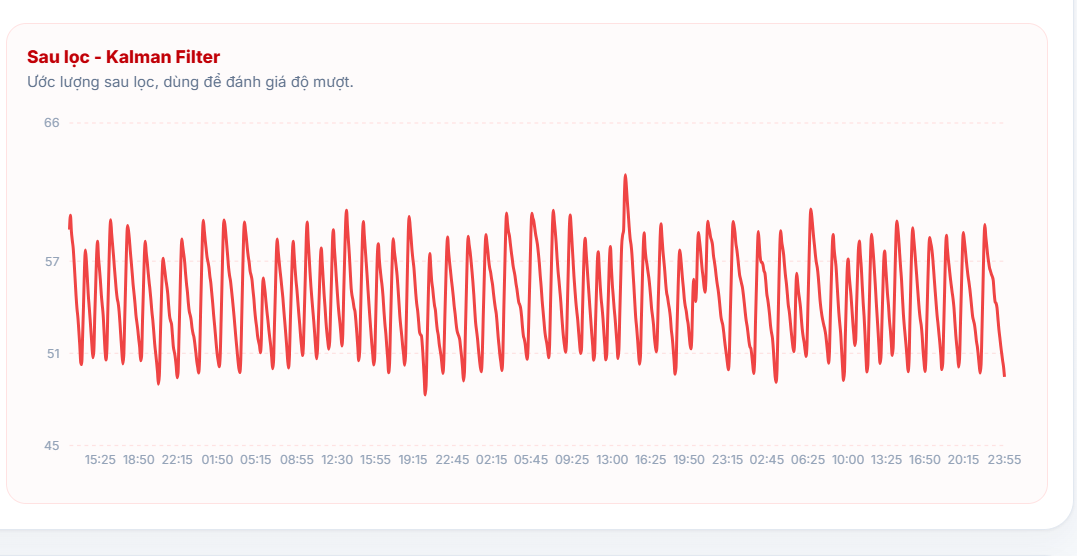 Sau lọc - Kalman Filter
Ước lượng sau lọc, dùng để đánh giá độ mượt.
66
57
51
45
15:25 18:50 22:15 01:50 05:15 08:55 12:30 15:55 19:15 22:45 02:15 05:45 09:25 13:00 16:25 19:50 23:15 02:45 06:25 10:00 13:25 16:50 20:15 23:55